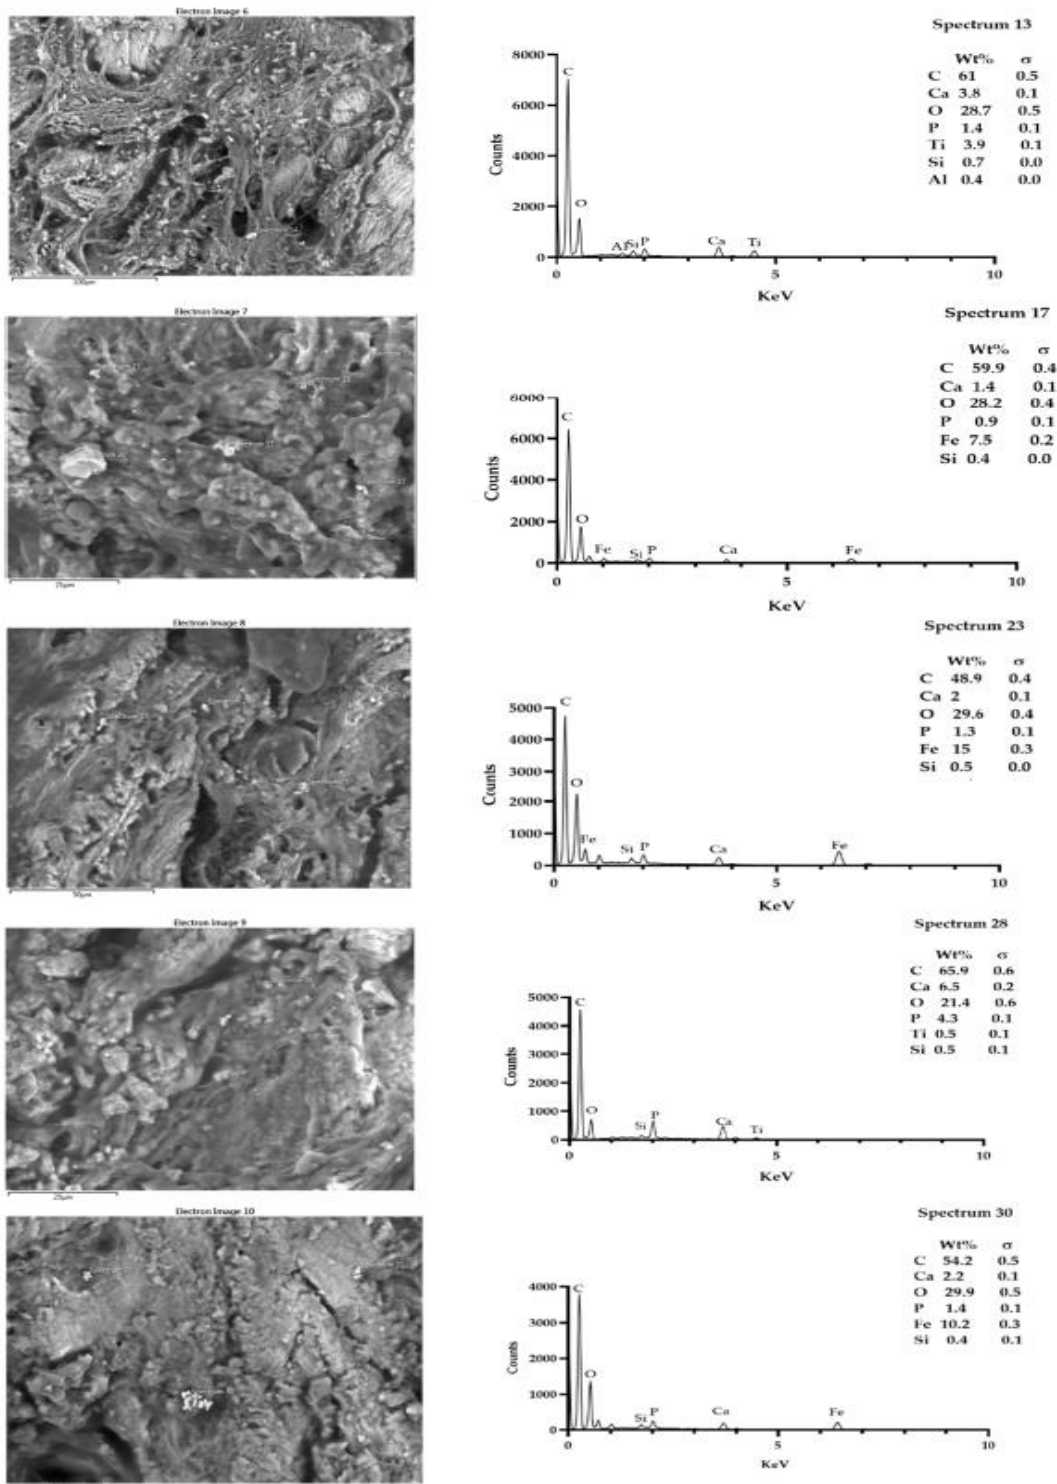 Electron Image 6
100µm
Spectrum 13
Wt% σ
C 61 0.5
Ca 3.8 0.1
O 28.7 0.5
P 1.4 0.1
Ti 3.9 0.1
Si 0.7 0.0
Al 0.4 0.0
8000
6000
4000
2000
0
Counts
C
O
Al Si P
Ca
Ti
0 5 10
KeV
Electron Image 7
25µm
Spectrum 17
Wt% σ
C 59.9 0.4
Ca 1.4 0.1
O 28.2 0.4
P 0.9 0.1
Fe 7.5 0.2
Si 0.4 0.0
8000
6000
4000
2000
0
Counts
C
O
Fe
Si P
Ca
Fe
0 5 10
KeV
Electron Image 8
50µm
Spectrum 23
Wt% σ
C 48.9 0.4
Ca 2 0.1
O 29.6 0.4
P 1.3 0.1
Fe 15 0.3
Si 0.5 0.0
5000
4000
3000
2000
1000
0
Counts
C
O
Fe
Si P
Ca
Fe
0 5 10
KeV
Electron Image 9
25µm
Spectrum 28
Wt% σ
C 65.9 0.6
Ca 6.5 0.2
O 21.4 0.6
P 4.3 0.1
Ti 0.5 0.1
Si 0.5 0.1
5000
4000
3000
2000
1000
0
Counts
C
O
Si P
Ca
Ti
0 5 10
KeV
Electron Image 10
Spectrum 30
Wt% σ
C 54.2 0.5
Ca 2.2 0.1
O 29.9 0.5
P 1.4 0.1
Fe 10.2 0.3
Si 0.4 0.1
4000
3000
2000
1000
0
Counts
C
O
Si P
Ca
Fe
0 5 10
KeV